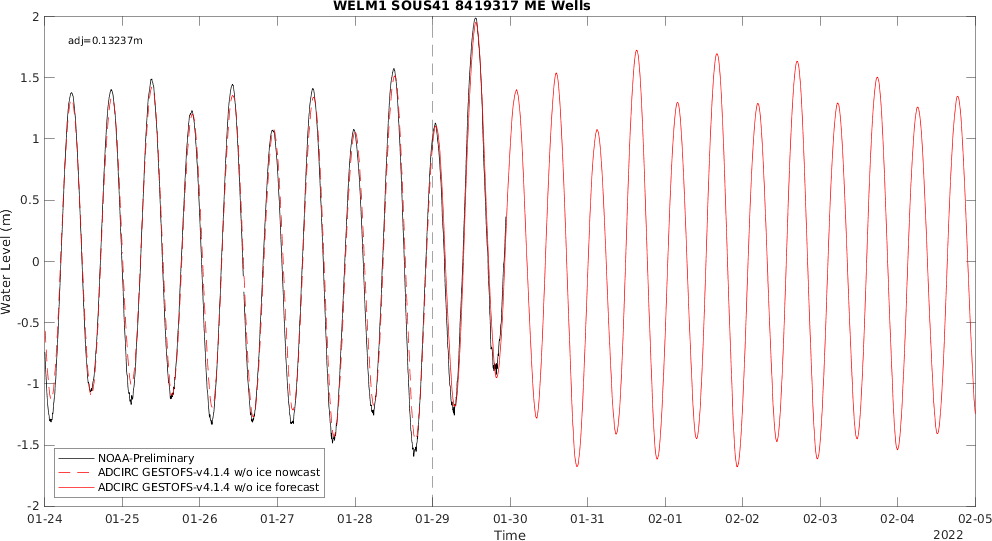 WELM1 SOUS41 8419317 ME Wells
adj=0.13237m
2
1.5
1
0.5
0
-0.5
-1
-1.5
-2
Water Level (m)
NOAA-Preliminary
ADCIRC GESTOFS-v4.1.4 w/o ice nowcast
ADCIRC GESTOFS-v4.1.4 w/o ice forecast
01-24 01-25 01-26 01-27 01-28 01-29 01-30 01-31 02-01 02-02 02-03 02-04 02-05
Time
2022